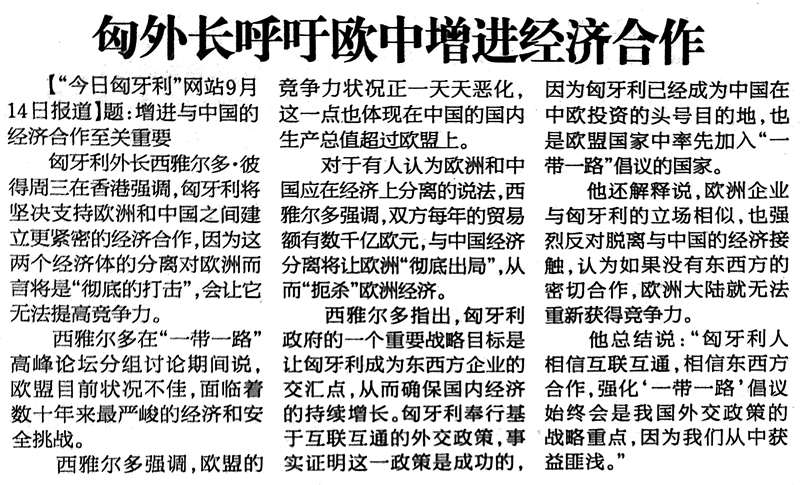 匈外长呼吁欧中增进经济合作
【“今日匈牙利”网站9月
14日报道】题：增进与中国的
经济合作至关重要
匈牙利外长西雅尔多·彼
得周三在香港强调，匈牙利将
坚决支持欧洲和中国之间建
立更紧密的经济合作，因为这
两个经济体的分离对欧洲而
言将是“彻底的打击”，会让它
无法提高竞争力。
西雅尔多在“一带一路”
高峰论坛分组讨论期间说，
欧盟目前状况不佳，面临着
数十年来最严峻的经济和安
全挑战。
西雅尔多强调，欧盟的
竞争力状况正一天天恶化，
这一点也体现在中国的国内
生产总值超过欧盟上。
对于有人认为欧洲和中
国应在经济上分离的说法，西
雅尔多强调，双方每年的贸易
额有数千亿欧元，与中国经济
分离将让欧洲“彻底出局”，从
而“扼杀”欧洲经济。
西雅尔多指出，匈牙利
政府的一个重要战略目标是
让匈牙利成为东西方企业的
交汇点，从而确保国内经济
的持续增长。匈牙利奉行基
于互联互通的外交政策，事
实证明这一政策是成功的，
因为匈牙利已经成为中国在
中欧投资的头号目的地，也
是欧盟国家中率先加入“一
带一路”倡议的国家。
他还解释说，欧洲企业
与匈牙利的立场相似，也强
烈反对脱离与中国的经济接
触，认为如果没有东西方的
密切合作，欧洲大陆就无法
重新获得竞争力。
他总结说：“匈牙利人
相信互联互通，相信东西方
合作，强化‘一带一路’倡议
始终会是我国外交政策的
战略重点，因为我们从中获
益匪浅。”